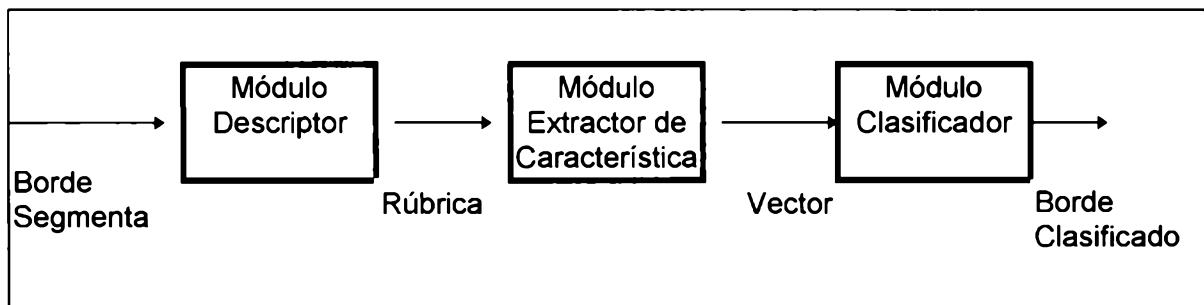 Módulo
Descriptor
Módulo
Extractor de
Característica
Módulo
Clasificador
Borde
Segmenta
Rúbrica
Vector
Borde
Clasificado